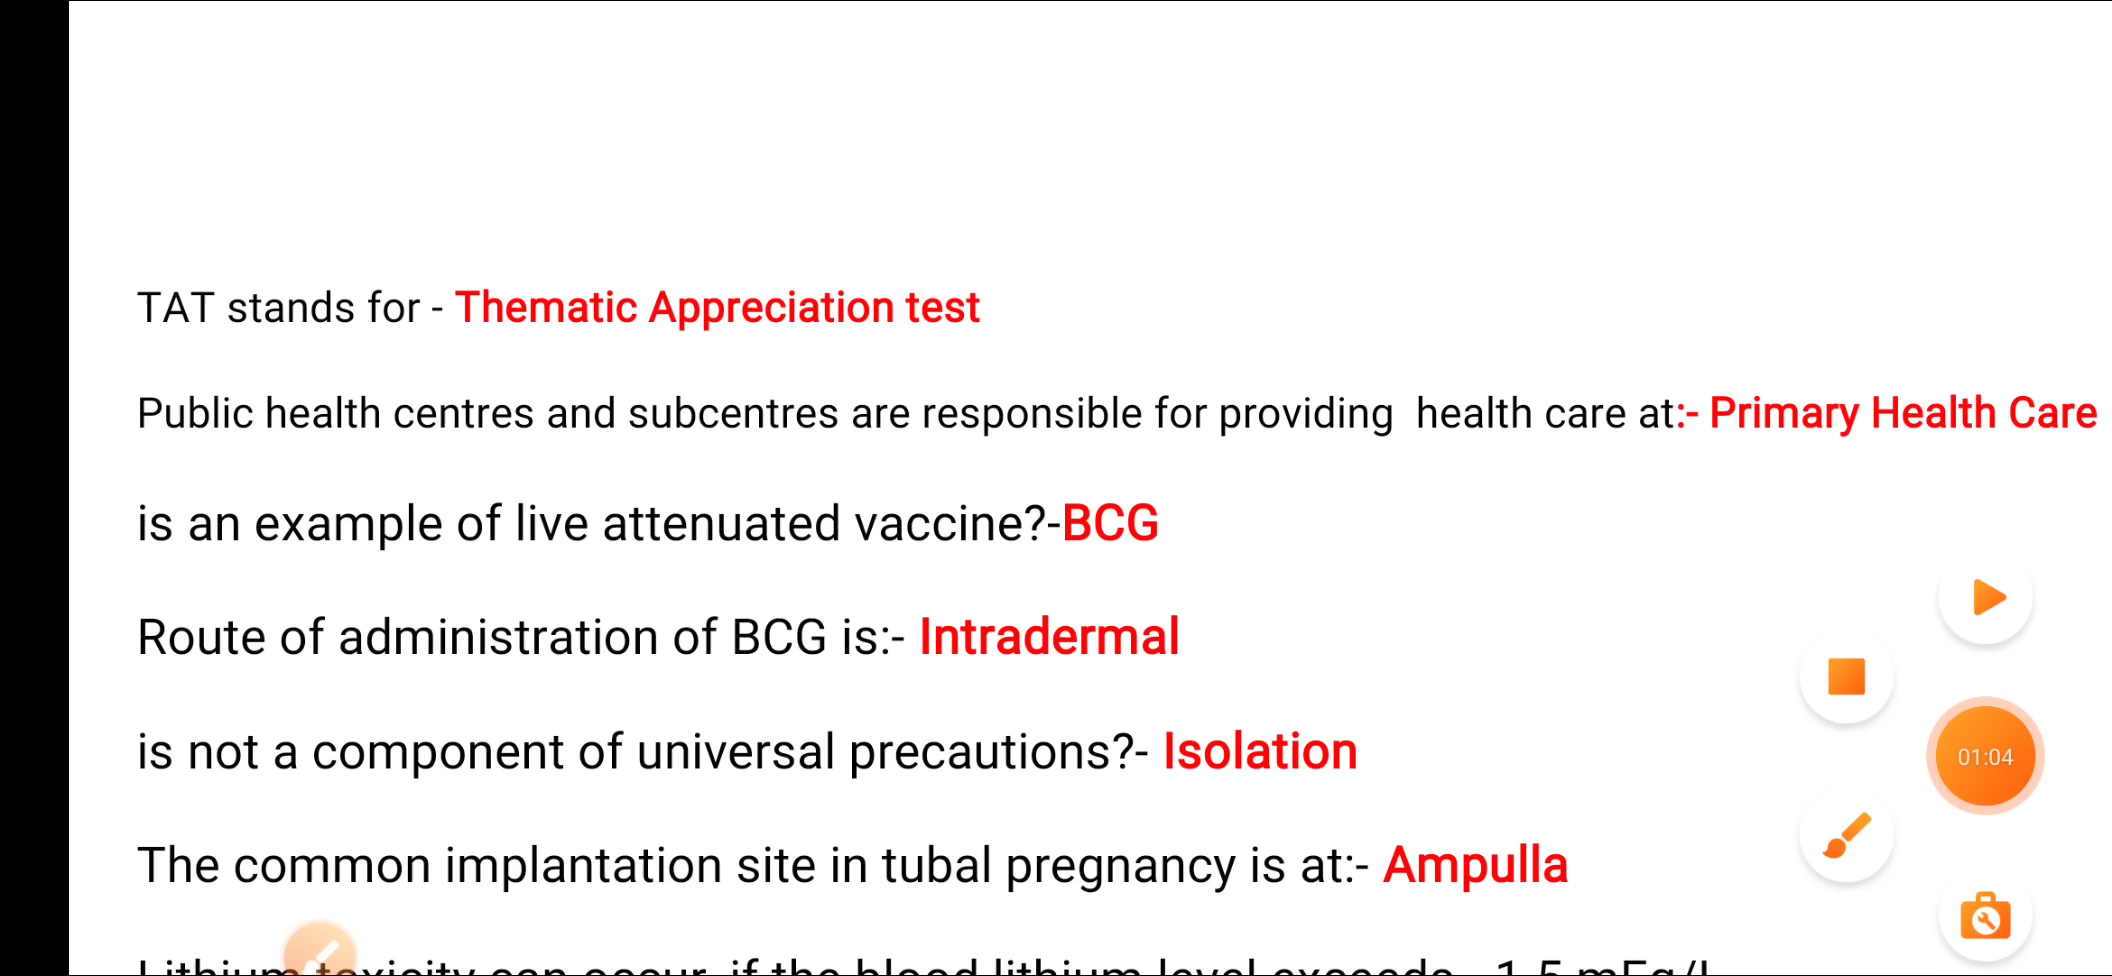 TAT stands for - Thematic Appreciation test
Public health centres and subcentres are responsible for providing  health care at:- Primary Health Care
is an example of live attenuated vaccine?-BCG
Route of administration of BCG is:- Intradermal
is not a component of universal precautions?- Isolation
01:04
The common implantation site in tubal pregnancy is at:- Ampulla
Lithium toxicity can occur, if the blood lithium level exceeds - 1.5 mEq/L